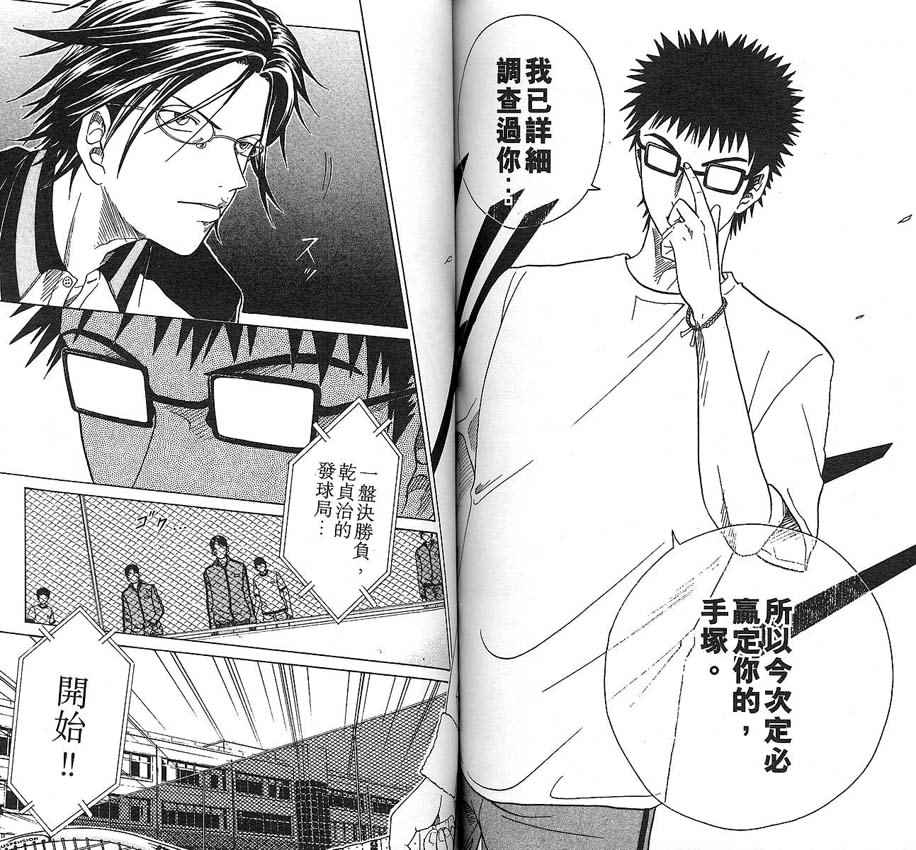 我已詳細
調查過你…
所以今次定必
贏定你的，
手塚。
スッ
一盤決勝負，
乾貞治的
發球局…
ゴク…
開始!!